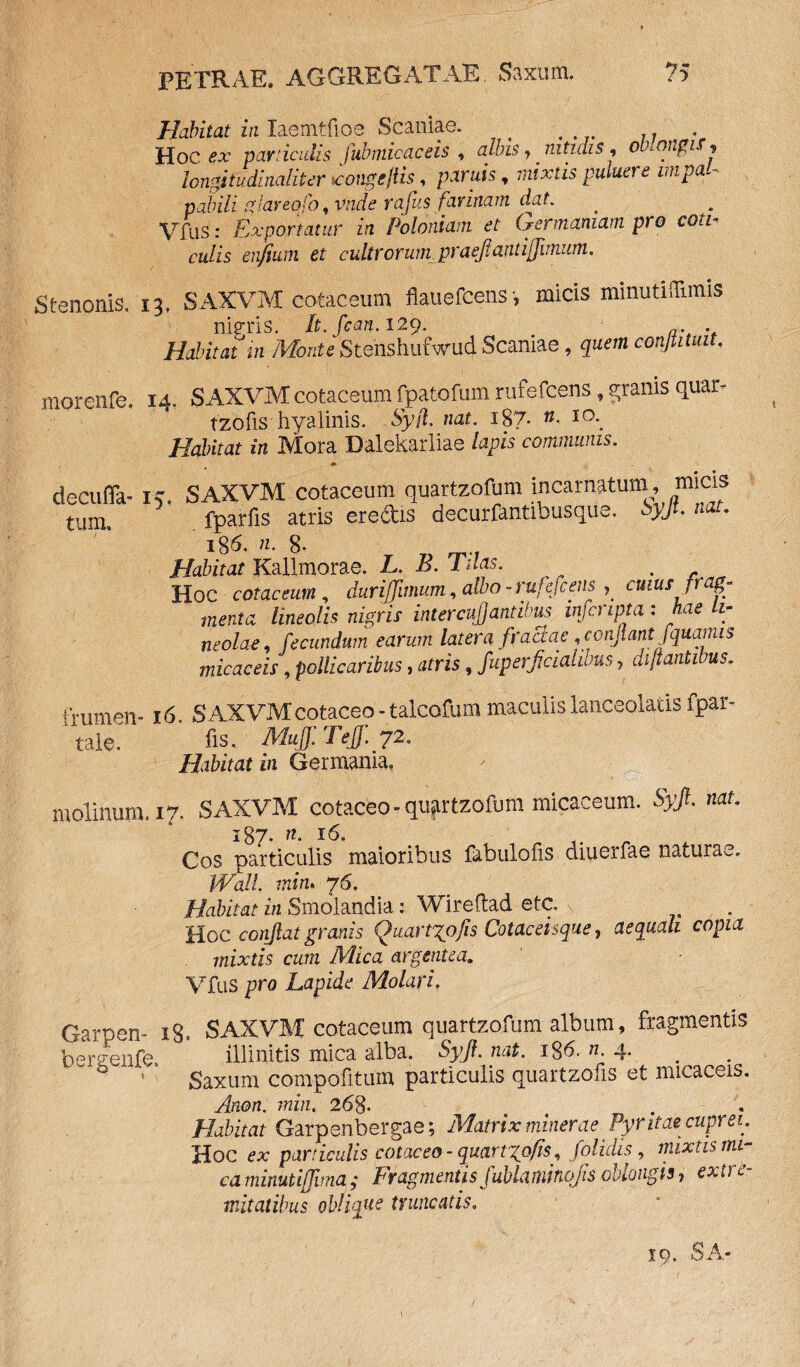 PETRAE. AGGREGATAE. Saxum. 75
Habitat in Iaemtſioe Scaniae.
Hoc ex particulis ſubmicaceis, albis, nitidis, oblongis,
longitudinaliter congeſtis, paruis, mixtis puluere impal-
pabili glareoſo, vnde raſus farinam dat.
Vſus: Exportatur in Poloniam et Germaniam pro coti-
culis enſium et cultrorum praeſtantiſſimum.
Stenonis. 13. SAXVM cotaceum flaueſcens; micis minutiſſimis
nigris. It. ſcan. 129.
Habitat in Monte Stenshufwud Scaniae, quem conſtituit.
morenſe. 14. SAXVM cotaceum ſpatoſum rufeſcens, granis quar-
tzoſis hyalinis. Syſt. nat. 187. n. 10.
Habitat in Mora Dalekarliae lapis communis.
decuſſa- 15. SAXVM cotaceum quartzoſum incarnatum, micis
tum. ſparſis atris erectis decurſantibusque. Syſt. nat.
186. n. 8.
Habitat Kallmorae. L. B. Tilas.
Hoc cotaceum, duriſſimum, albo-rufeſcens, cuius frag-
menta lineolis nigris intercuſſantibus inſcripta: hae li-
neolae, ſecundum earum latera fractae, conſtant ſquamis
micaceis, pollicaribus, atris, ſuperficialibus, diſtantibus.
frumen- 16. SAXVM cotaceo-talcoſum maculis lanceolatis ſpar-
tale. ſis. Muſſ. Teſſ. 72.
Habitat in Germania.
molinum. 17. SAXVM cotaceo-quartzoſum micaceum. Syſt. nat.
187. n. 16.
Cos particulis maioribus ſabuloſis diuerſae naturae.
Wall. min. 76.
Habitat in Smolandia: Wireſtad etc.
Hoc conſtat granis Quartzoſis Cotaceisque, aequali copia
mixtis cum Mica argentea.
Vſus pro Lapide Molari.
Garpen- 18. SAXVM cotaceum quartzoſum album, fragmentis
bergenſe. illinitis mica alba. Syſt. nat. 186. n. 4.
Saxum compoſitum particulis quartzoſis et micaceis.
Anon. min. 268.
Habitat Garpenbergae; Matrix minerae Pyritae cuprei.
Hoc ex particulis cotaceo-quartzoſis, ſolidis, mixtis mi-
ca minutiſſima; Fragmentis ſublaminoſis oblongis, extre-
mitatibus oblique truncatis.
19. SA-